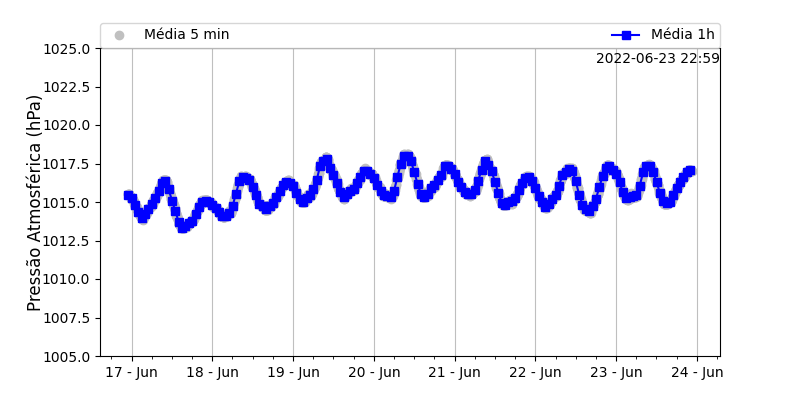 Média 5 min
Média 1h
2022-06-23 22:59
Pressão Atmosférica (hPa)
1025.0
1022.5
1020.0
1017.5
1015.0
1012.5
1010.0
1007.5
1005.0
17 - Jun 18 - Jun 19 - Jun 20 - Jun 21 - Jun 22 - Jun 23 - Jun 24 - Jun